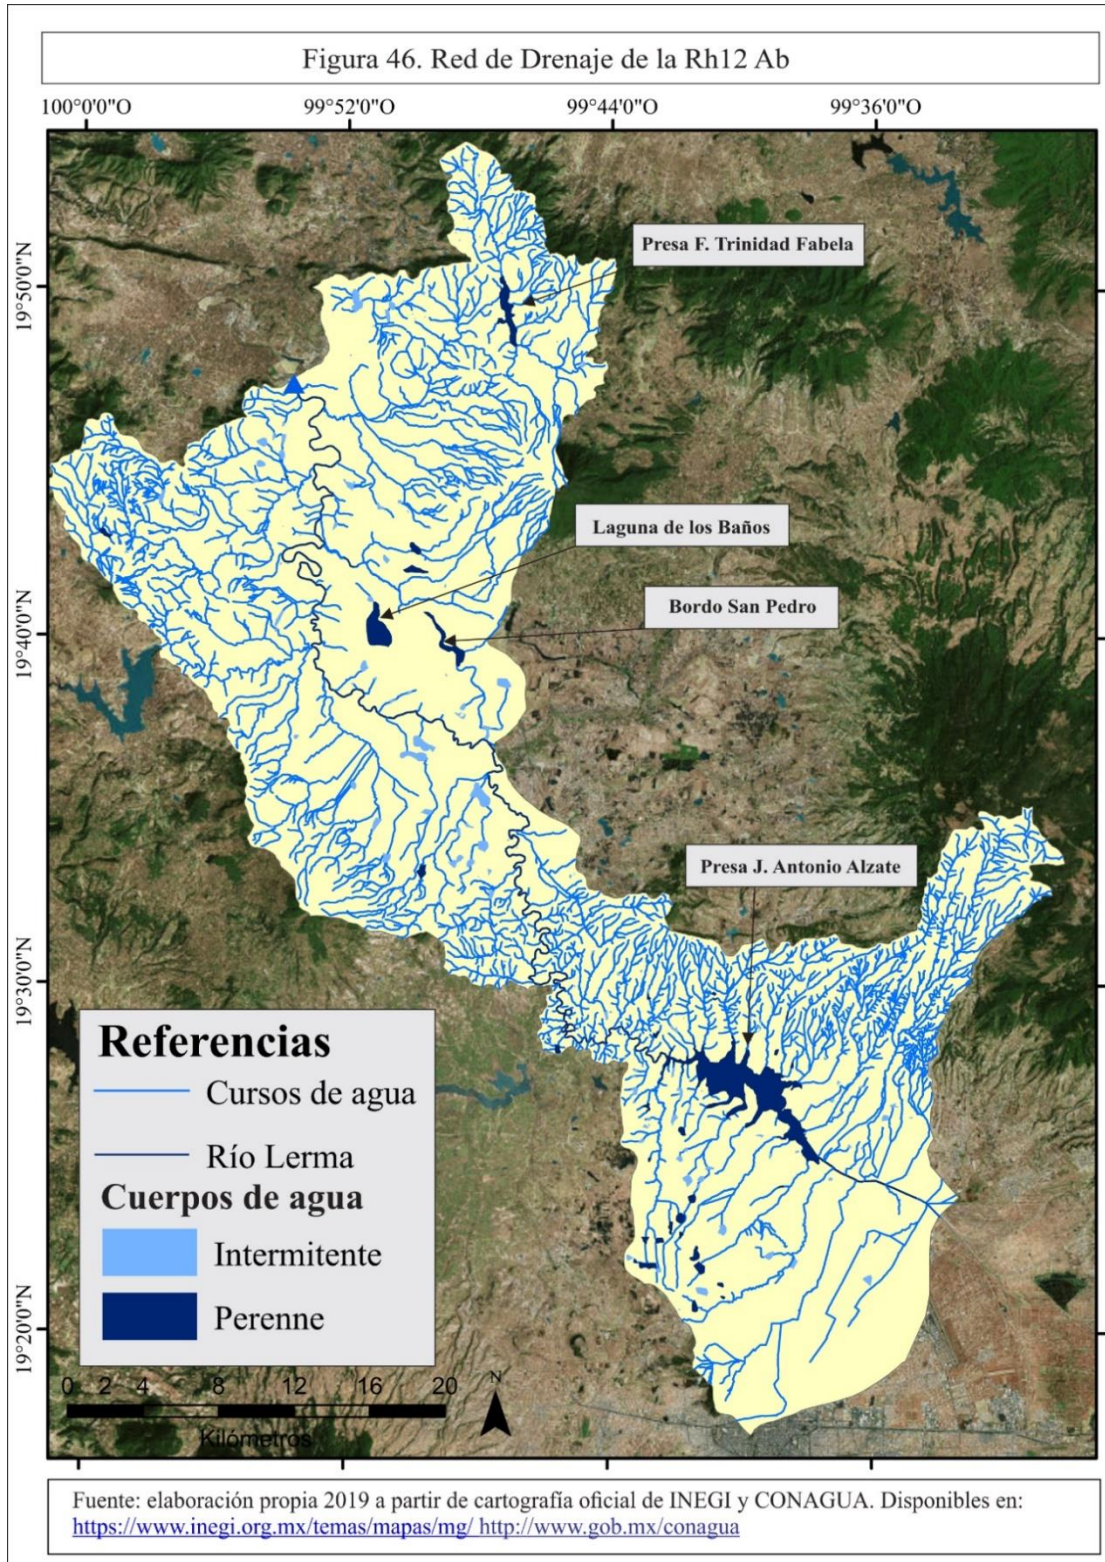 Figura 46. Red de Drenaje de la Rh12 Ab
100°0'0"O 99°52'0"O 99°44'0"O 99°36'0"O
Presa F. Trinidad Fabela
19°50'0"N
Laguna de los Baños
Bordo San Pedro
19°40'0"N
Presa J. Antonio Alzate
19°30'0"N
Referencias
Cursos de agua
Río Lerma
Cuerpos de agua
Intermitente
Perenne
19°20'0"N
0 2 4 8 12 16 20
N
Kilómetros
Fuente: elaboración propia 2019 a partir de cartografía oficial de INEGI y CONAGUA. Disponibles en:
https://www.inegi.org.mx/temas/mapas/mg/ http://www.gob.mx/conagua